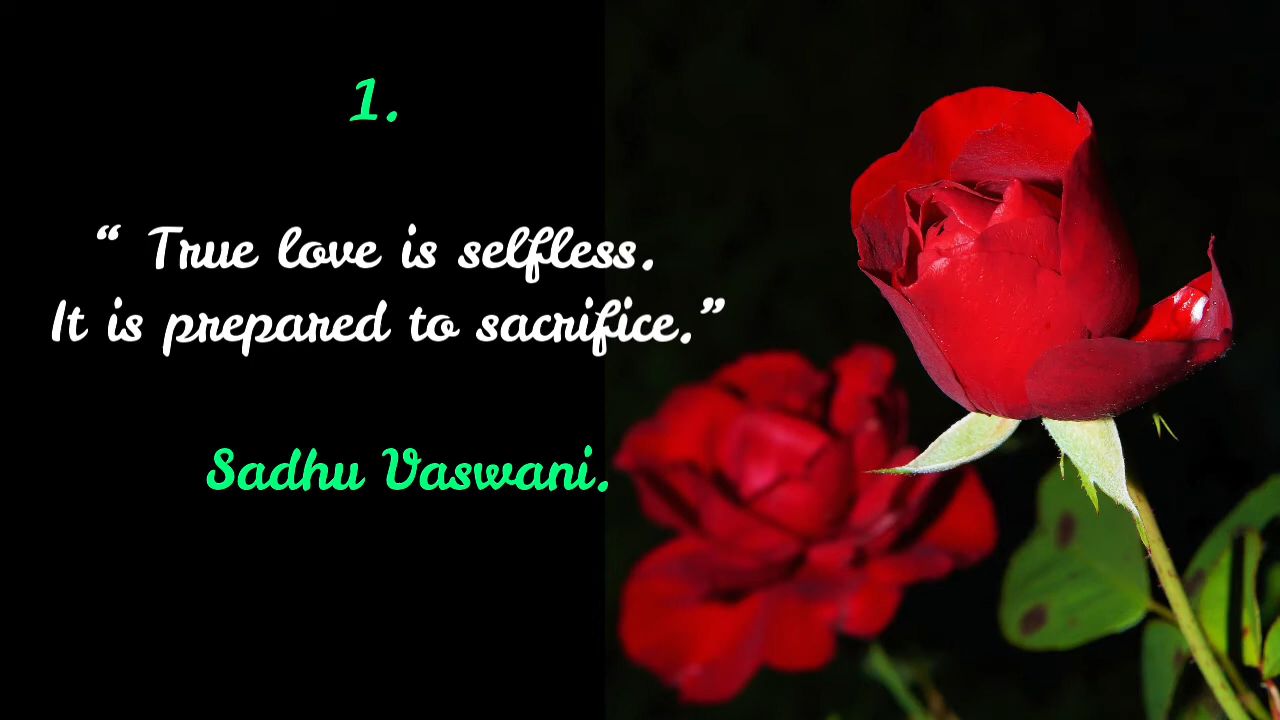 1.
“ True love is selfless.
It is prepared to sacrifice.”
Sadhu Vaswani.